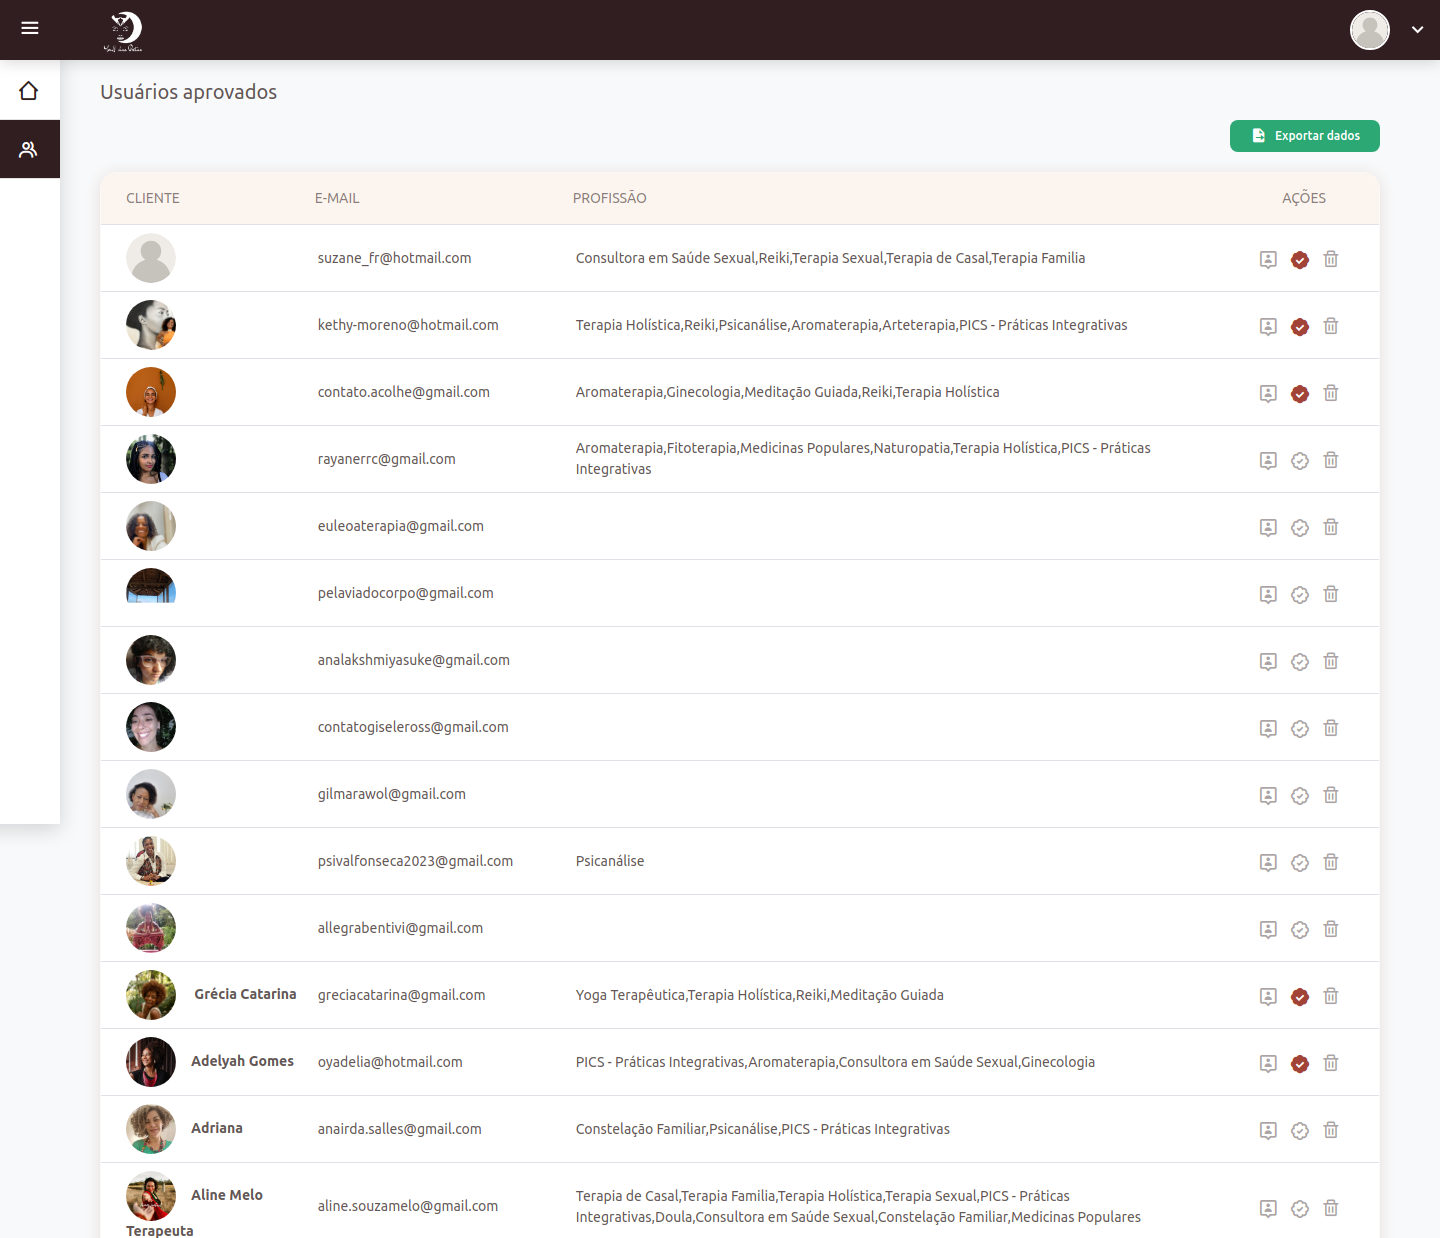 Usuários aprovados
Exportar dados
CLIENTE E-MAIL PROFISSÃO AÇÕES
suzane_fr@hotmail.com Consultora em Saúde Sexual,Reiki,Terapia Sexual,Terapia de Casal,Terapia Familia
kethy-moreno@hotmail.com Terapia Holística,Reiki,Psicanálise,Aromaterapia,Arteterapia,PICS - Práticas Integrativas
contato.acolhe@gmail.com Aromaterapia,Ginecologia,Meditação Guiada,Reiki,Terapia Holística
rayanerrc@gmail.com Aromaterapia,Fitoterapia,Medicinas Populares,Naturopatia,Terapia Holística,PICS - Práticas
Integrativas
euleoaterapia@gmail.com
pelaviadocorpo@gmail.com
analakshmiyasuke@gmail.com
contatogiseleross@gmail.com
gilmarawol@gmail.com
psivalfonseca2023@gmail.com Psicanálise
allegrabentivi@gmail.com
Grécia Catarina greciacatarina@gmail.com Yoga Terapêutica,Terapia Holística,Reiki,Meditação Guiada
Adelyah Gomes oyadelia@hotmail.com PICS - Práticas Integrativas,Aromaterapia,Consultora em Saúde Sexual,Ginecologia
Adriana anairda.salles@gmail.com Constelação Familiar,Psicanálise,PICS - Práticas Integrativas
Aline Melo
Terapeuta aline.souzamelo@gmail.com Terapia de Casal,Terapia Familia,Terapia Holística,Terapia Sexual,PICS - Práticas
Integrativas,Doula,Consultora em Saúde Sexual,Constelação Familiar,Medicinas Populares